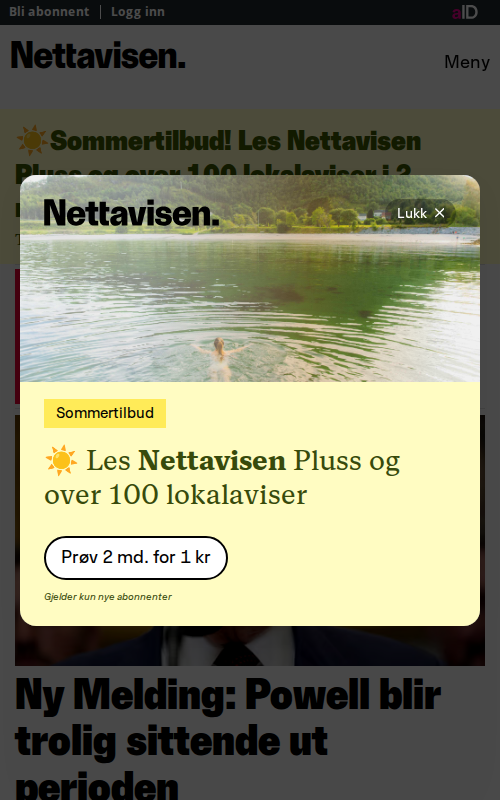 Bli abonnent | Logg inn
aID
Nettavisen.
Meny
Sommertilbud! Les Nettavisen
Pluss og over 100 lokalaviser i 2
Nettavisen.
Lukk ✕
Sommertilbud
Les Nettavisen Pluss og
over 100 lokalaviser
Prøv 2 md. for 1 kr
Gjelder kun nye abonnenter
Ny Melding: Powell blir
trolig sittende ut
perioden